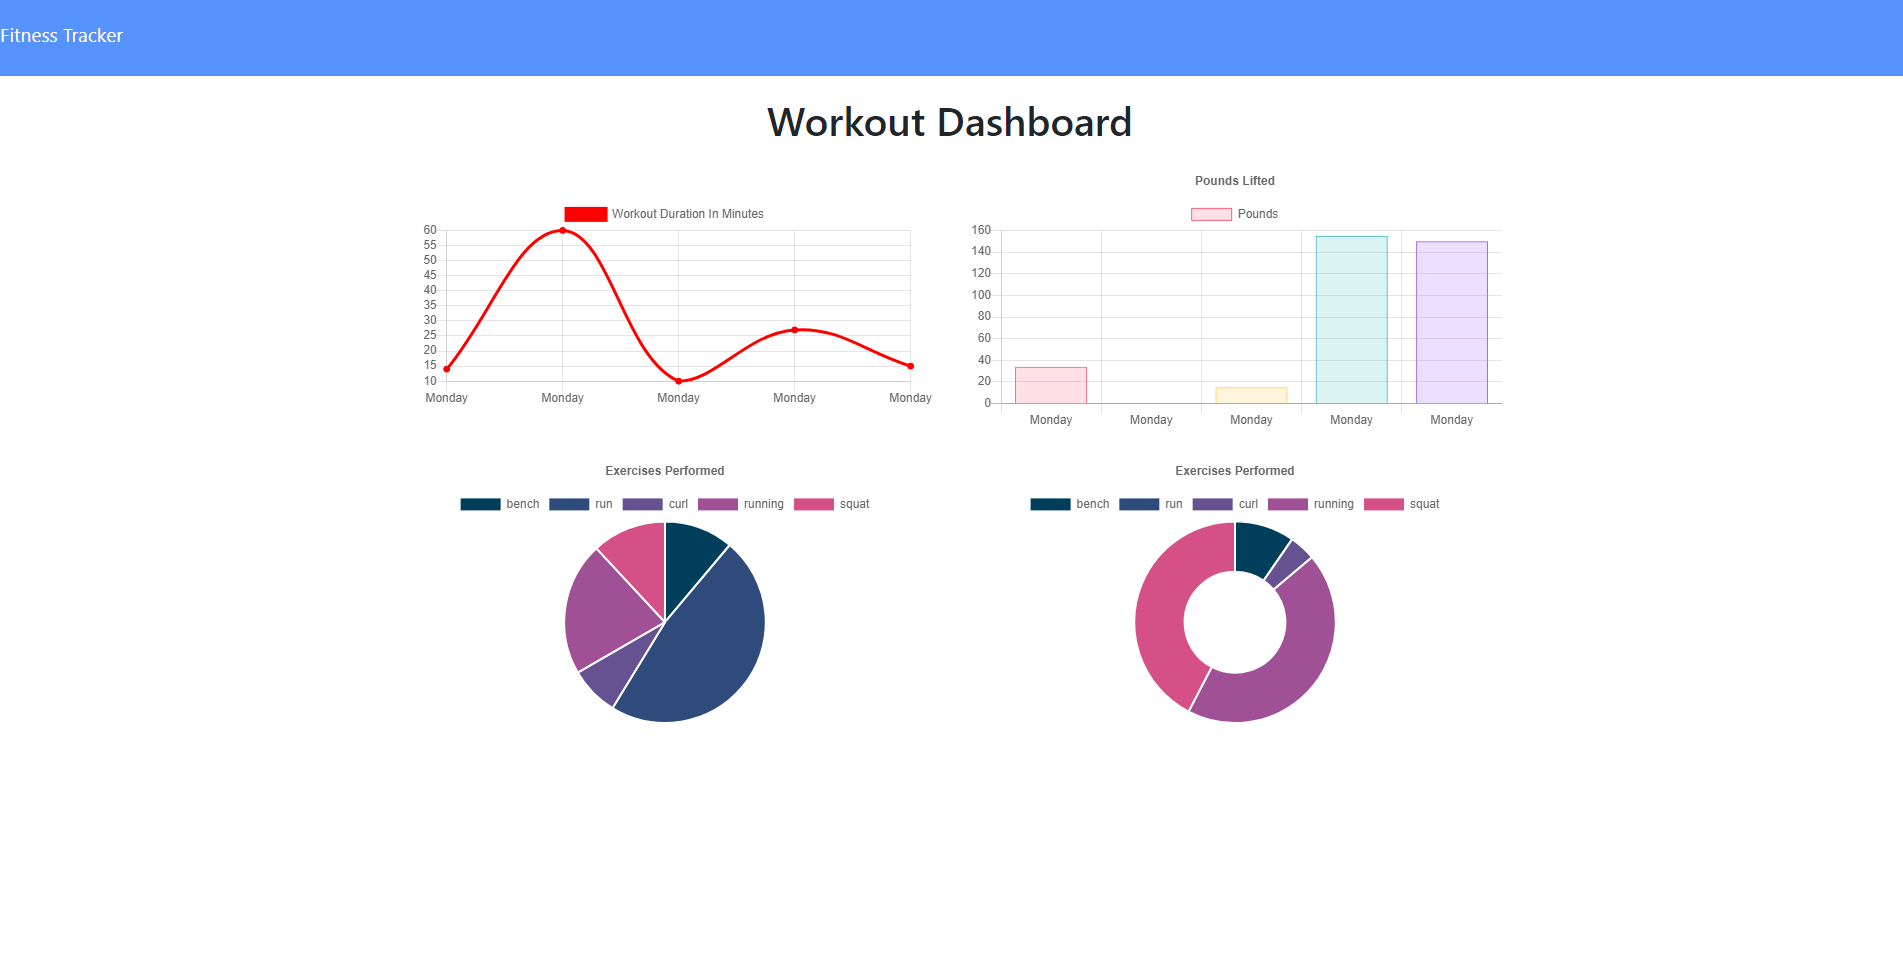 Fitness Tracker
Workout Dashboard
Workout Duration In Minutes
60
55
50
45
40
35
30
25
20
15
10
Monday Monday Monday Monday Monday
Pounds Lifted
Pounds
160
140
120
100
80
60
40
20
0
Monday Monday Monday Monday Monday
Exercises Performed
bench run curl running squat
Exercises Performed
bench run curl running squat